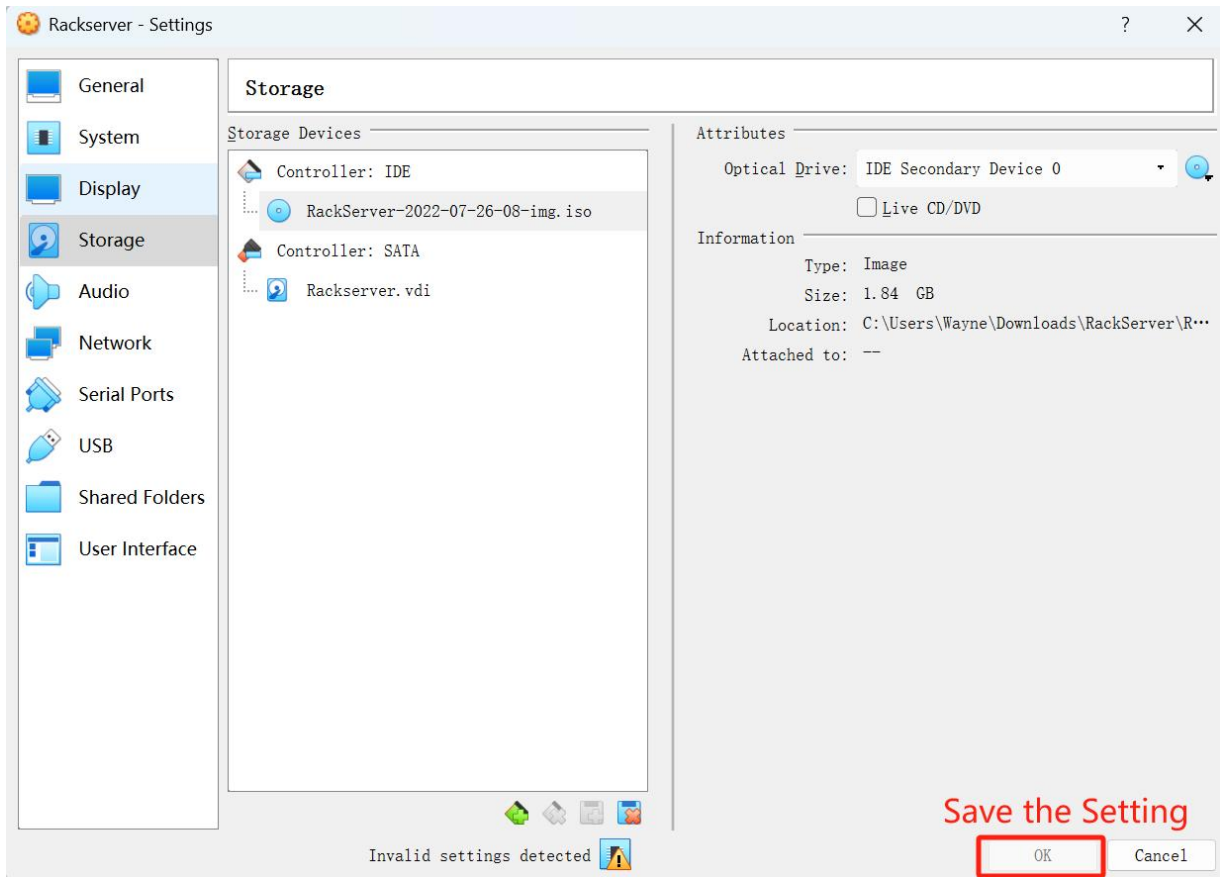 Rackserver - Settings
?
General
System
Display
Storage
Audio
Network
Serial Ports
USB
Shared Folders
User Interface
Storage
Storage Devices
Controller: IDE
RackServer-2022-07-26-08-img.iso
Controller: SATA
Rackserver.vdi
Attributes
Optical Drive: IDE Secondary Device 0
Live CD/DVD
Information
Type: Image
Size: 1.84 GB
Location: C:\Users\Wayne\Downloads\RackServer\R⋯
Attached to: --
Save the Setting
Invalid settings detected
OK
Cancel